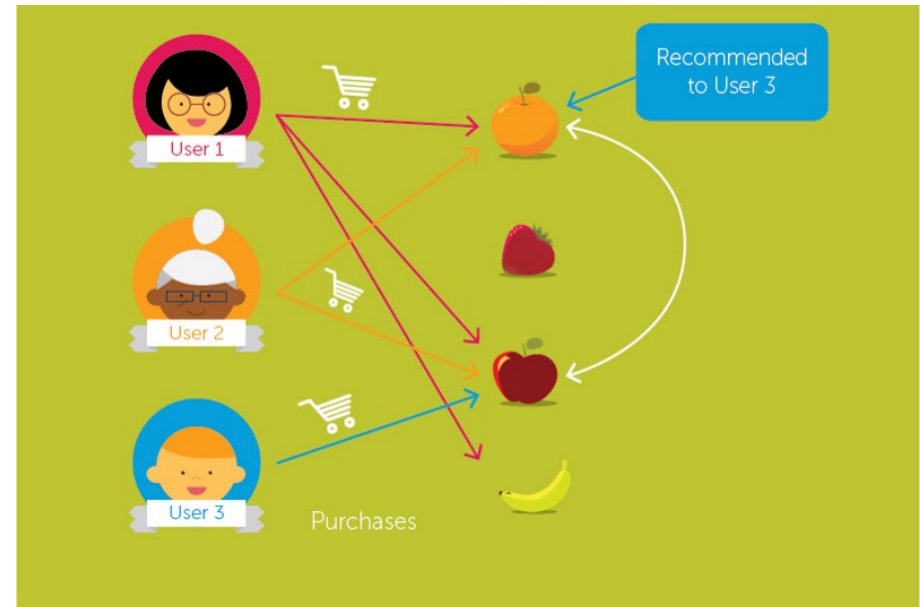 Recommended
to User 3
User 1
User 2
User 3
Purchases